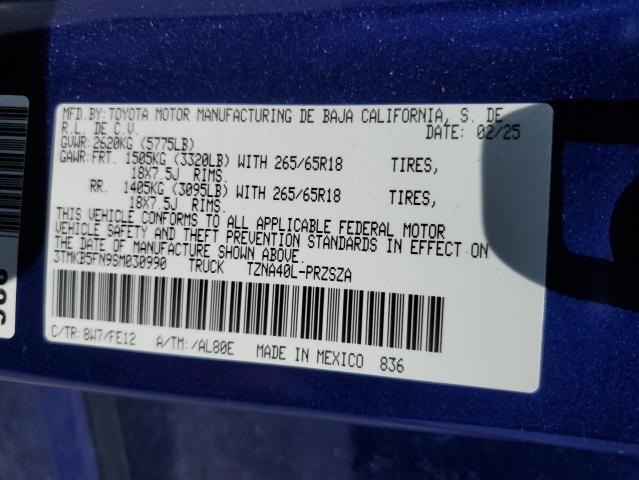 MFD.BY:TOYOTA MOTOR MANUFACTURING DE BAJA CALIFORNIA, S. DE
R.L. DE C.V. DATE: 02/25
GVWR:2620KG (5775LB)
GAWR:FRT. 1505KG (3320LB) WITH 265/65R18 TIRES,
18X7.5J RIMS.
RR. 1405KG (3095LB) WITH 265/65R18 TIRES,
18X7.5J RIMS.
THIS VEHICLE CONFORMS TO ALL APPLICABLE FEDERAL MOTOR
VEHICLE SAFETY AND THEFT PREVENTION STANDARDS IN EFFECT ON
THE DATE OF MANUFACTURE SHOWN ABOVE.
3TMKB5FN9SM030990 TRUCK TZNA40L-PRZSZA
C/TR:8W7/FE12 A/TM:/AL80E MADE IN MEXICO 836